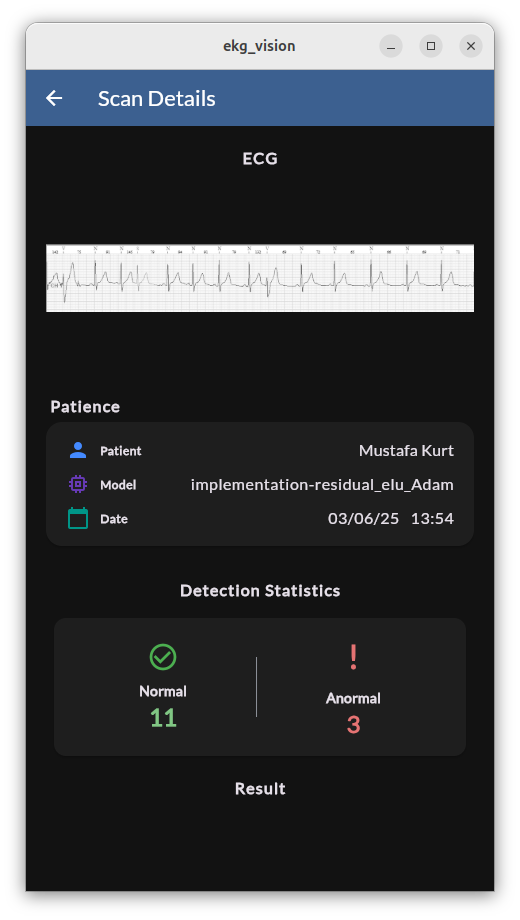 ekg_vision
Scan Details
ECG
Patience
Patient Mustafa Kurt
Model implementation-residual_elu_Adam
Date 03/06/25 13:54
Detection Statistics
Normal Anormal
11 3
Result